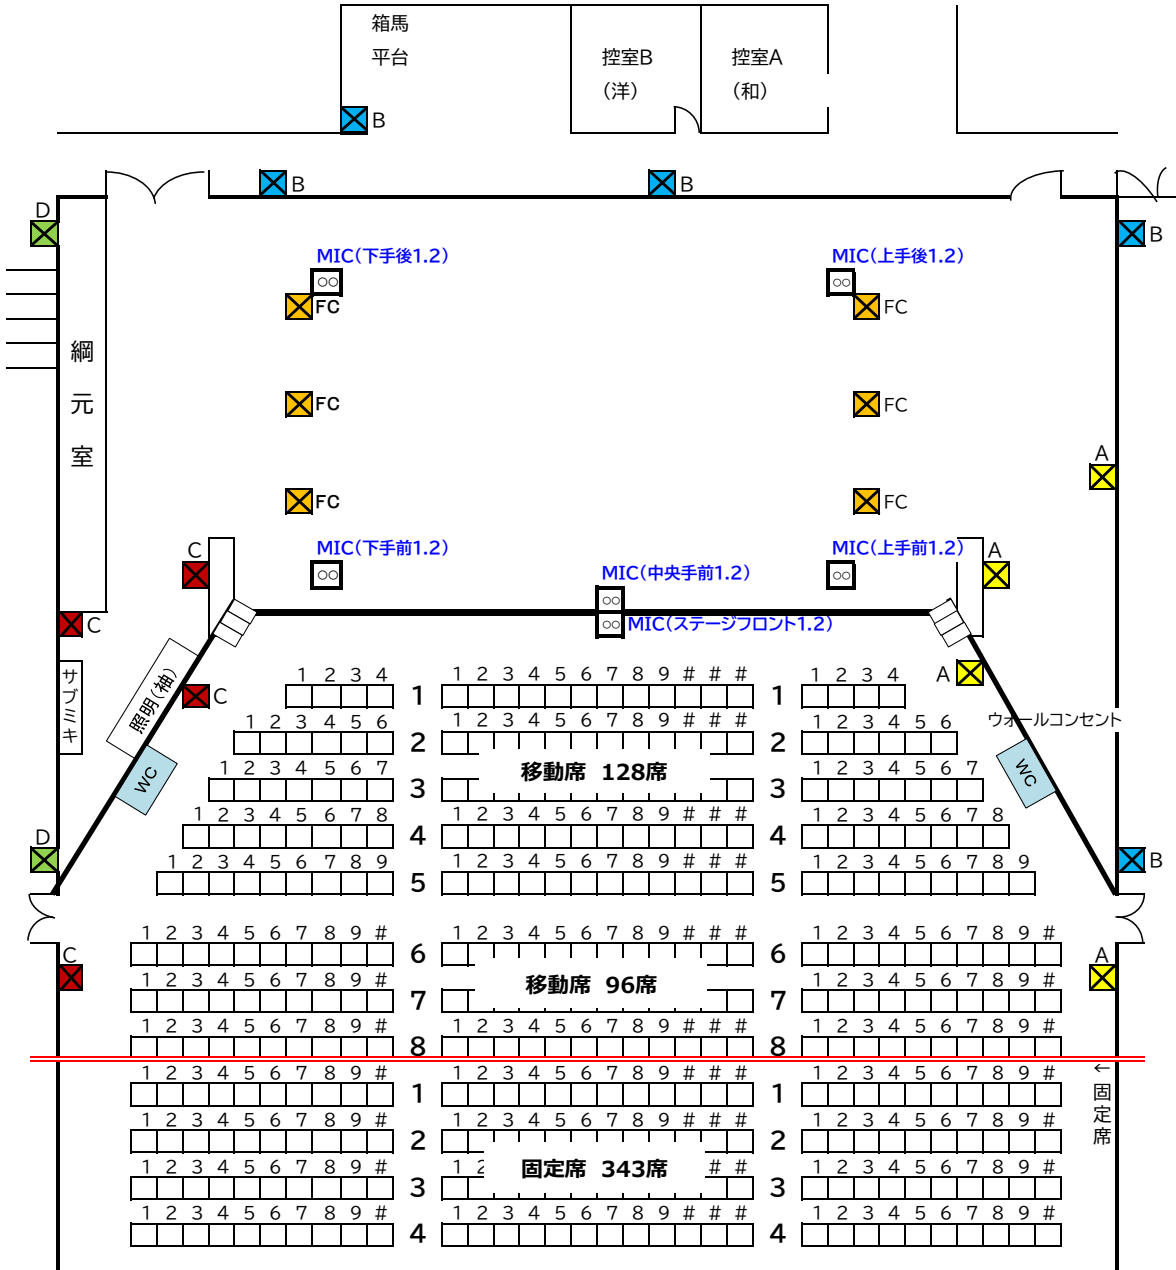 箱馬
平台
控室B
（洋）
控室A
（和）
B
B
B
D
B
MIC(下手後1.2)
MIC(上手後1.2)
○○
○○
FC
FC
綱元室
FC
FC
A
FC
FC
C
MIC(下手前1.2)
MIC(上手前1.2)
A
○○
MIC(中央手前1.2)
○○
○○
C
○○
MIC(ステージフロント1.2)
サブミキ
照明(袖)
C
A
ウォールコンセント
WC
WC
1 2 3 4
1
1 2 3 4 5 6 7 8 9 # # #
1
1 2 3 4
1 2 3 4 5 6
2
1 2 3 4 5 6 7 8 9 # # #
2
1 2 3 4 5 6
移動席 128席
1 2 3 4 5 6 7
3
3
1 2 3 4 5 6 7
1 2 3 4 5 6 7 8
4
1 2 3 4 5 6 7 8 9 # # #
4
1 2 3 4 5 6 7 8
D
B
1 2 3 4 5 6 7 8 9
5
1 2 3 4 5 6 7 8 9 # # #
5
1 2 3 4 5 6 7 8 9
1 2 3 4 5 6 7 8 9 #
6
1 2 3 4 5 6 7 8 9 # # #
6
1 2 3 4 5 6 7 8 9 #
C
A
移動席 96席
1 2 3 4 5 6 7 8 9 #
7
7
1 2 3 4 5 6 7 8 9 #
1 2 3 4 5 6 7 8 9 #
8
1 2 3 4 5 6 7 8 9 # # #
8
1 2 3 4 5 6 7 8 9 #
←固定席
1 2 3 4 5 6 7 8 9 #
1
1 2 3 4 5 6 7 8 9 # # #
1
1 2 3 4 5 6 7 8 9 #
1 2 3 4 5 6 7 8 9 #
2
1 2 3 4 5 6 7 8 9 # # #
2
1 2 3 4 5 6 7 8 9 #
固定席 343席
1 2 3 4 5 6 7 8 9 #
3
1 2 # #
3
1 2 3 4 5 6 7 8 9 #
1 2 3 4 5 6 7 8 9 #
4
1 2 3 4 5 6 7 8 9 # # #
4
1 2 3 4 5 6 7 8 9 #